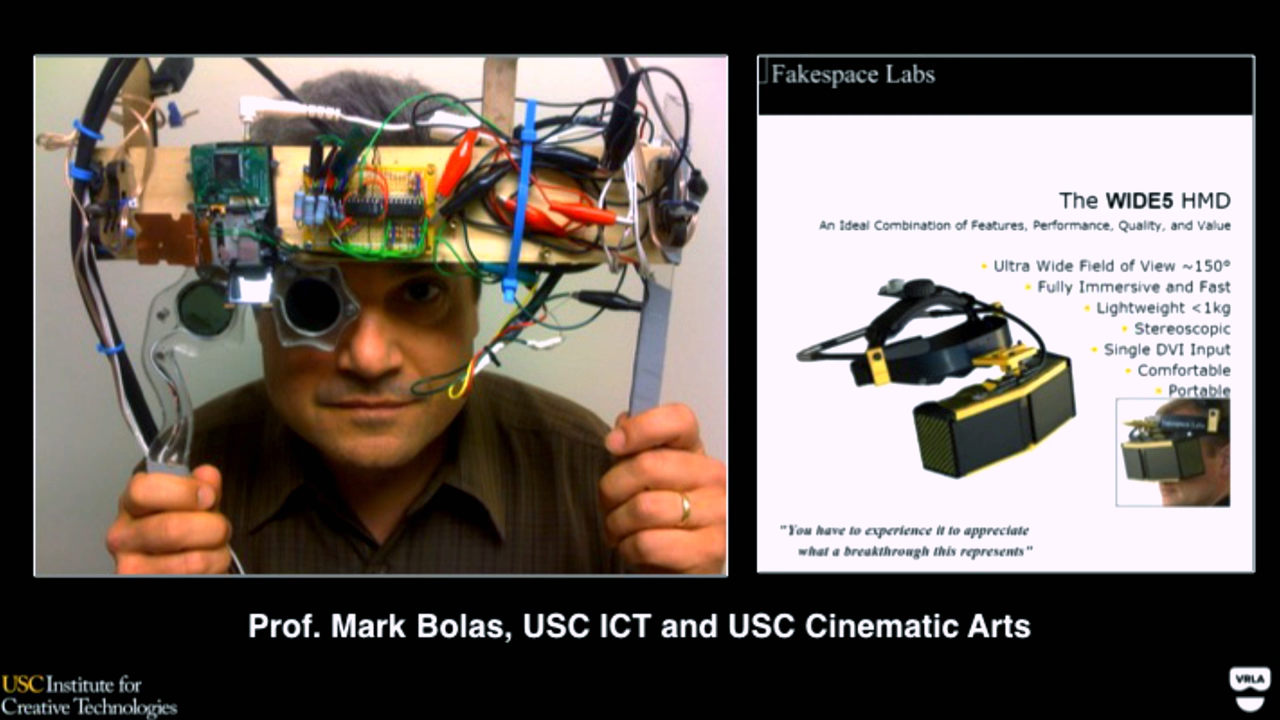 Fakespace Labs
The WIDE5 HMD
An Ideal Combination of Features, Performance, Quality, and Value
• Ultra Wide Field of View ~150°
• Fully Immersive and Fast
• Lightweight <1kg
• Stereoscopic
• Single DVI Input
• Comfortable
• Portable
Fakespace Labs
"You have to experience it to appreciate
what a breakthrough this represents"
Prof. Mark Bolas, USC ICT and USC Cinematic Arts
USC Institute for
Creative Technologies
VRLA